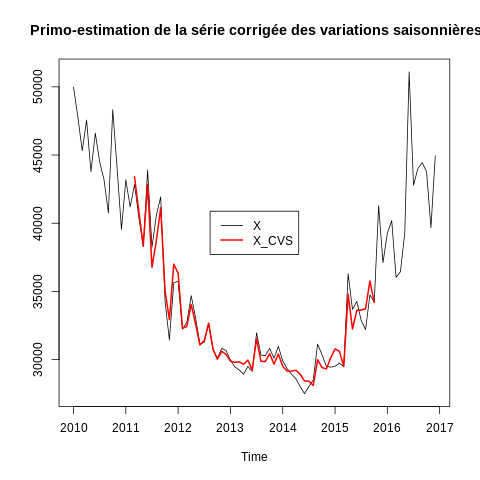 Primo-estimation de la série corrigée des variations saisonnières
50000
45000
40000
35000
30000
X
X_CVS
2010 2011 2012 2013 2014 2015 2016 2017
Time